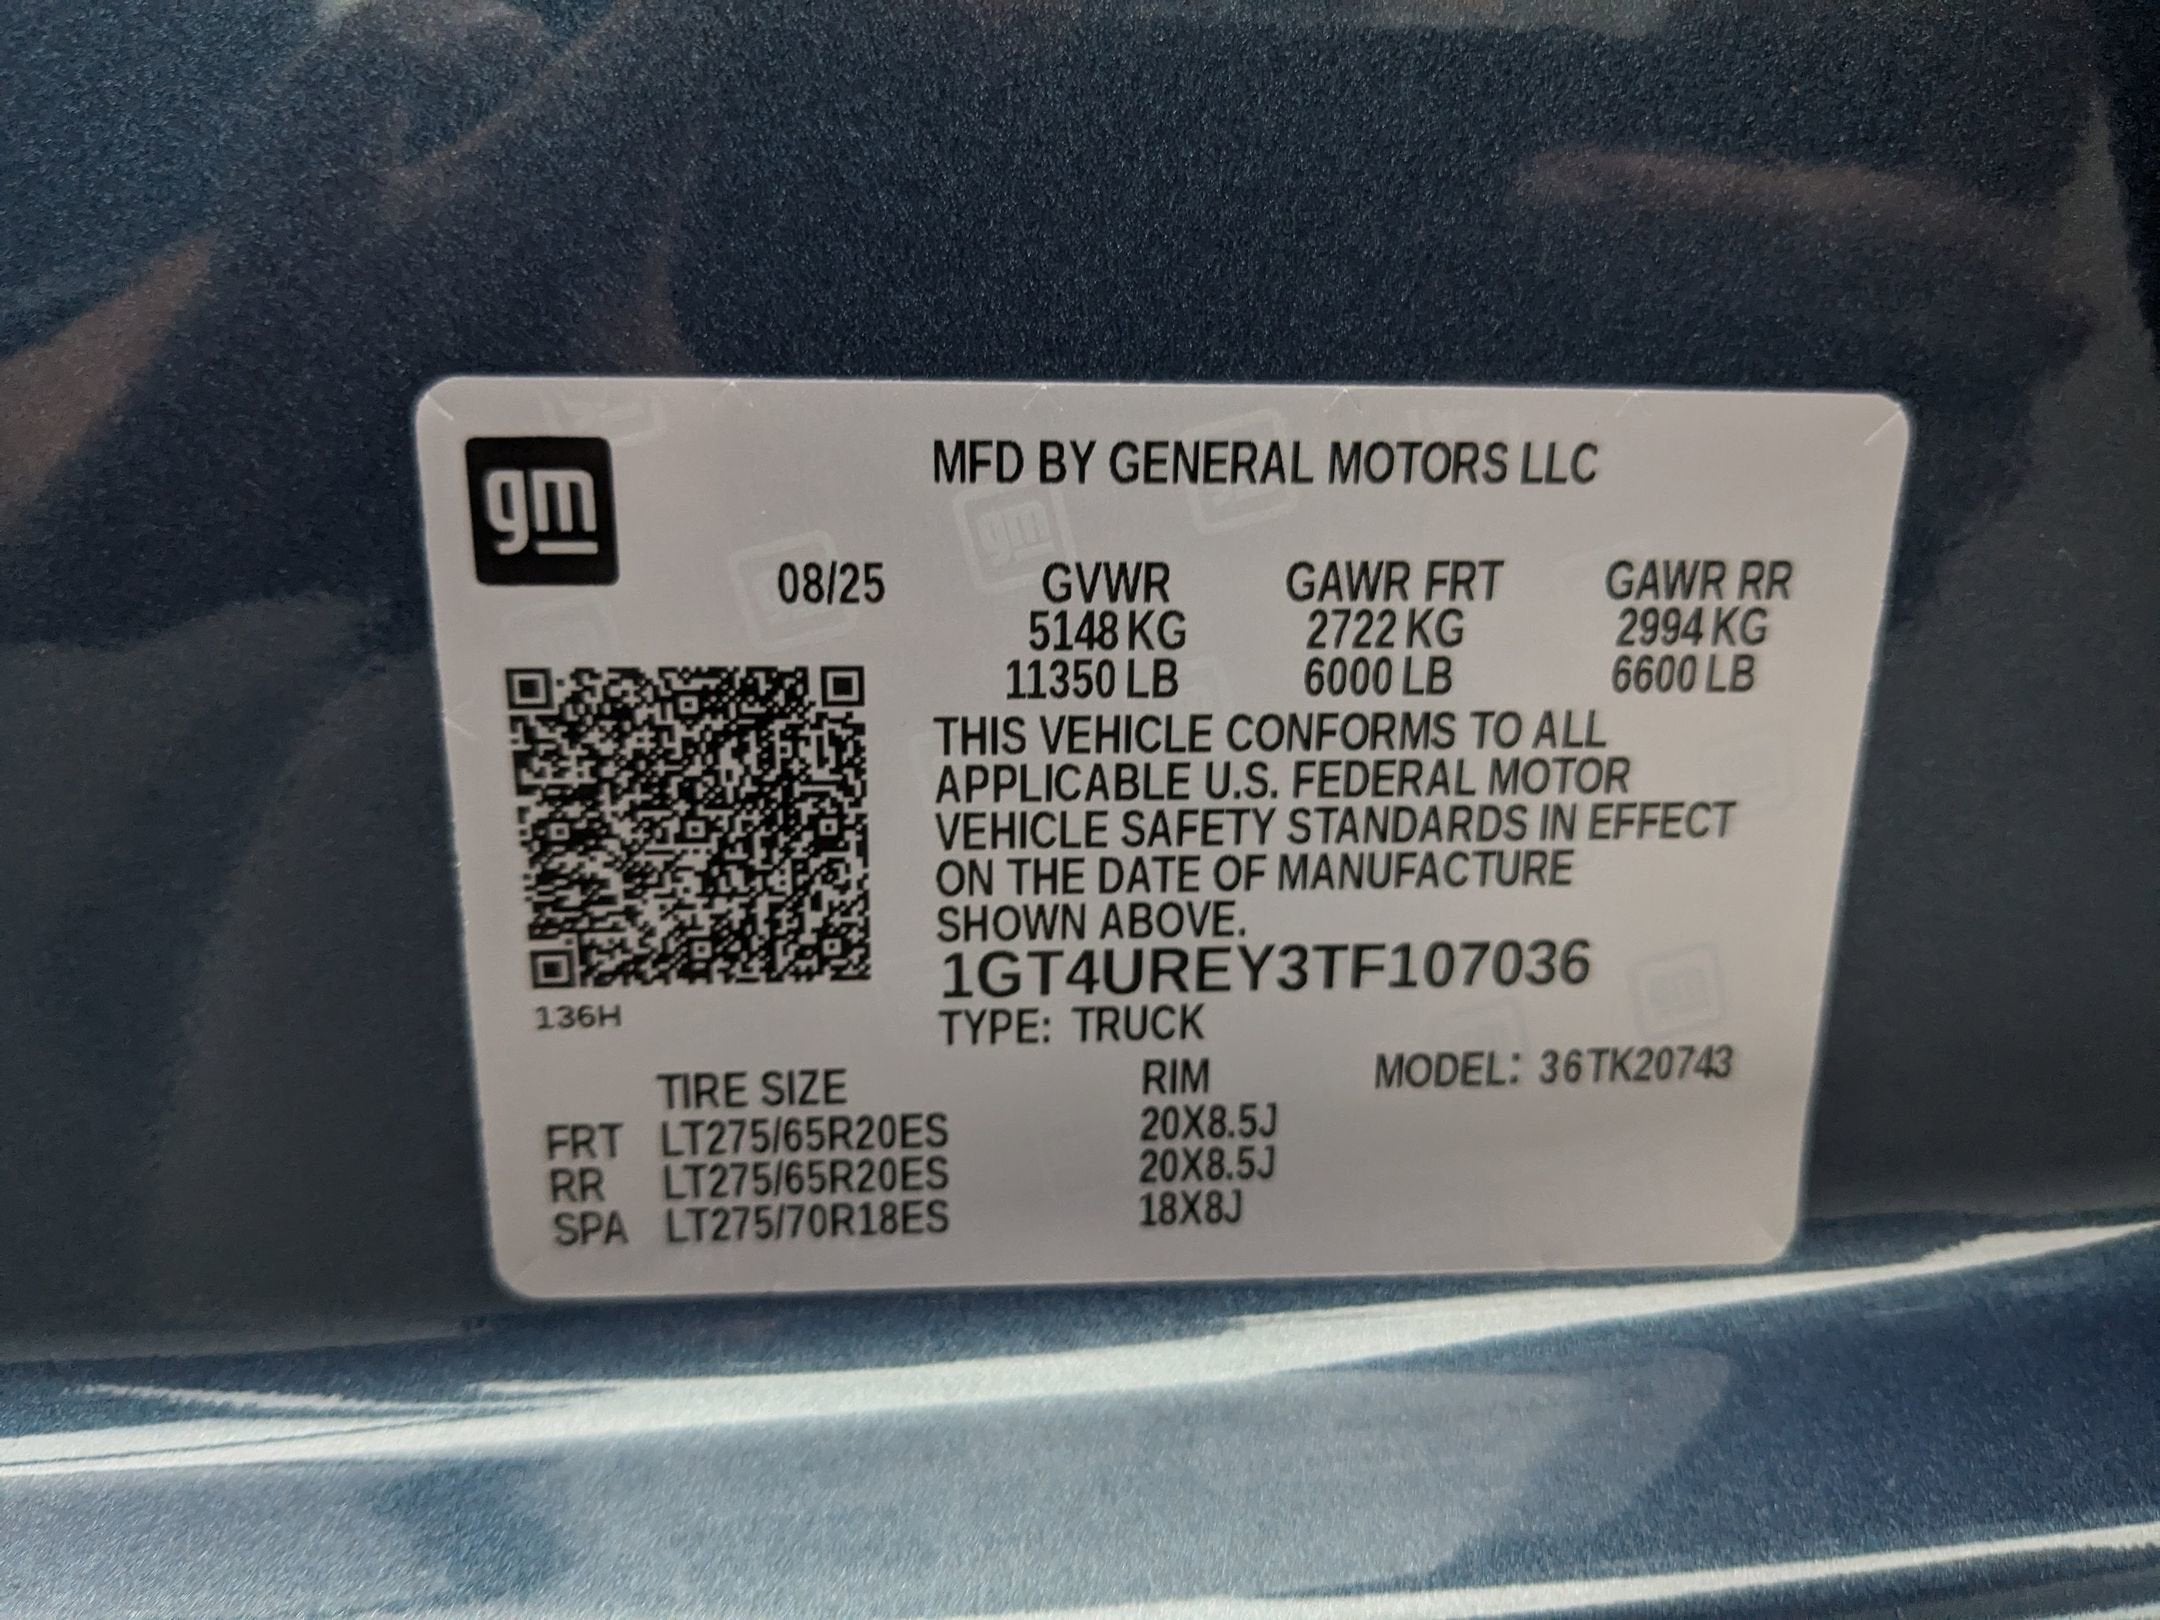 gm
MFD BY GENERAL MOTORS LLC
08/25 GVWR GAWR FRT GAWR RR
5148 KG 2722 KG 2994 KG
11350 LB 6000 LB 6600 LB
THIS VEHICLE CONFORMS TO ALL
APPLICABLE U.S. FEDERAL MOTOR
VEHICLE SAFETY STANDARDS IN EFFECT
ON THE DATE OF MANUFACTURE
SHOWN ABOVE.
1GT4UREY3TF107036
136H
TYPE: TRUCK
TIRE SIZE RIM MODEL: 36TK20743
FRT LT275/65R20ES 20X8.5J
RR LT275/65R20ES 20X8.5J
SPA LT275/70R18ES 18X8J